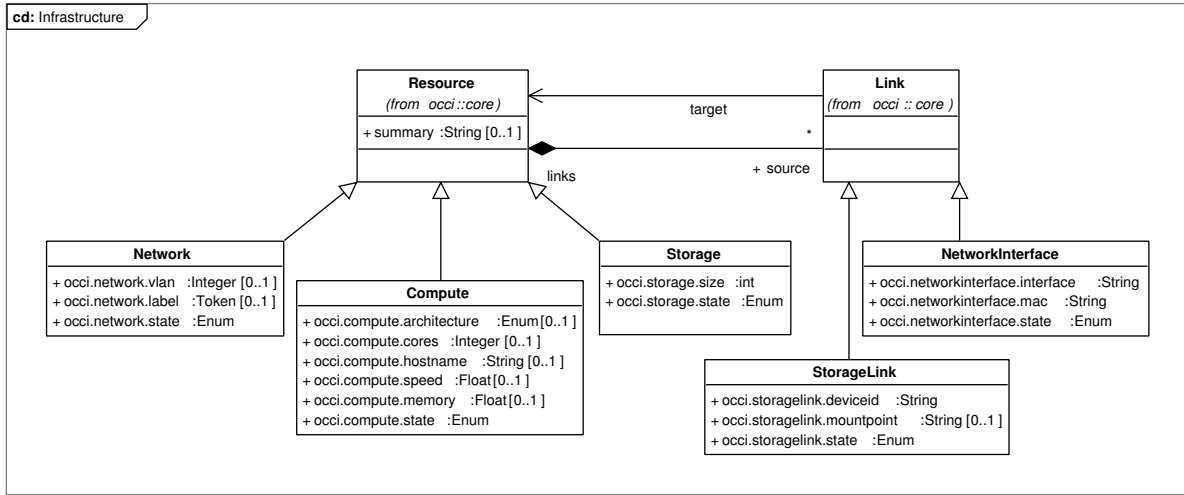 cd: Infrastructure
Resource
(from occi::core)
+ summary :String [0..1 ]
Link
(from occi :: core )
target
*
+ source
links
Network
+ occi.network.vlan :Integer [0..1 ]
+ occi.network.label :Token [0..1 ]
+ occi.network.state :Enum
Compute
+ occi.compute.architecture :Enum[0..1 ]
+ occi.compute.cores :Integer [0..1 ]
+ occi.compute.hostname :String [0..1 ]
+ occi.compute.speed :Float[0..1 ]
+ occi.compute.memory :Float[0..1 ]
+ occi.compute.state :Enum
Storage
+ occi.storage.size :int
+ occi.storage.state :Enum
NetworkInterface
+ occi.networkinterface.interface :String
+ occi.networkinterface.mac :String
+ occi.networkinterface.state :Enum
StorageLink
+ occi.storagelink.deviceid :String
+ occi.storagelink.mountpoint :String [0..1 ]
+ occi.storagelink.state :Enum